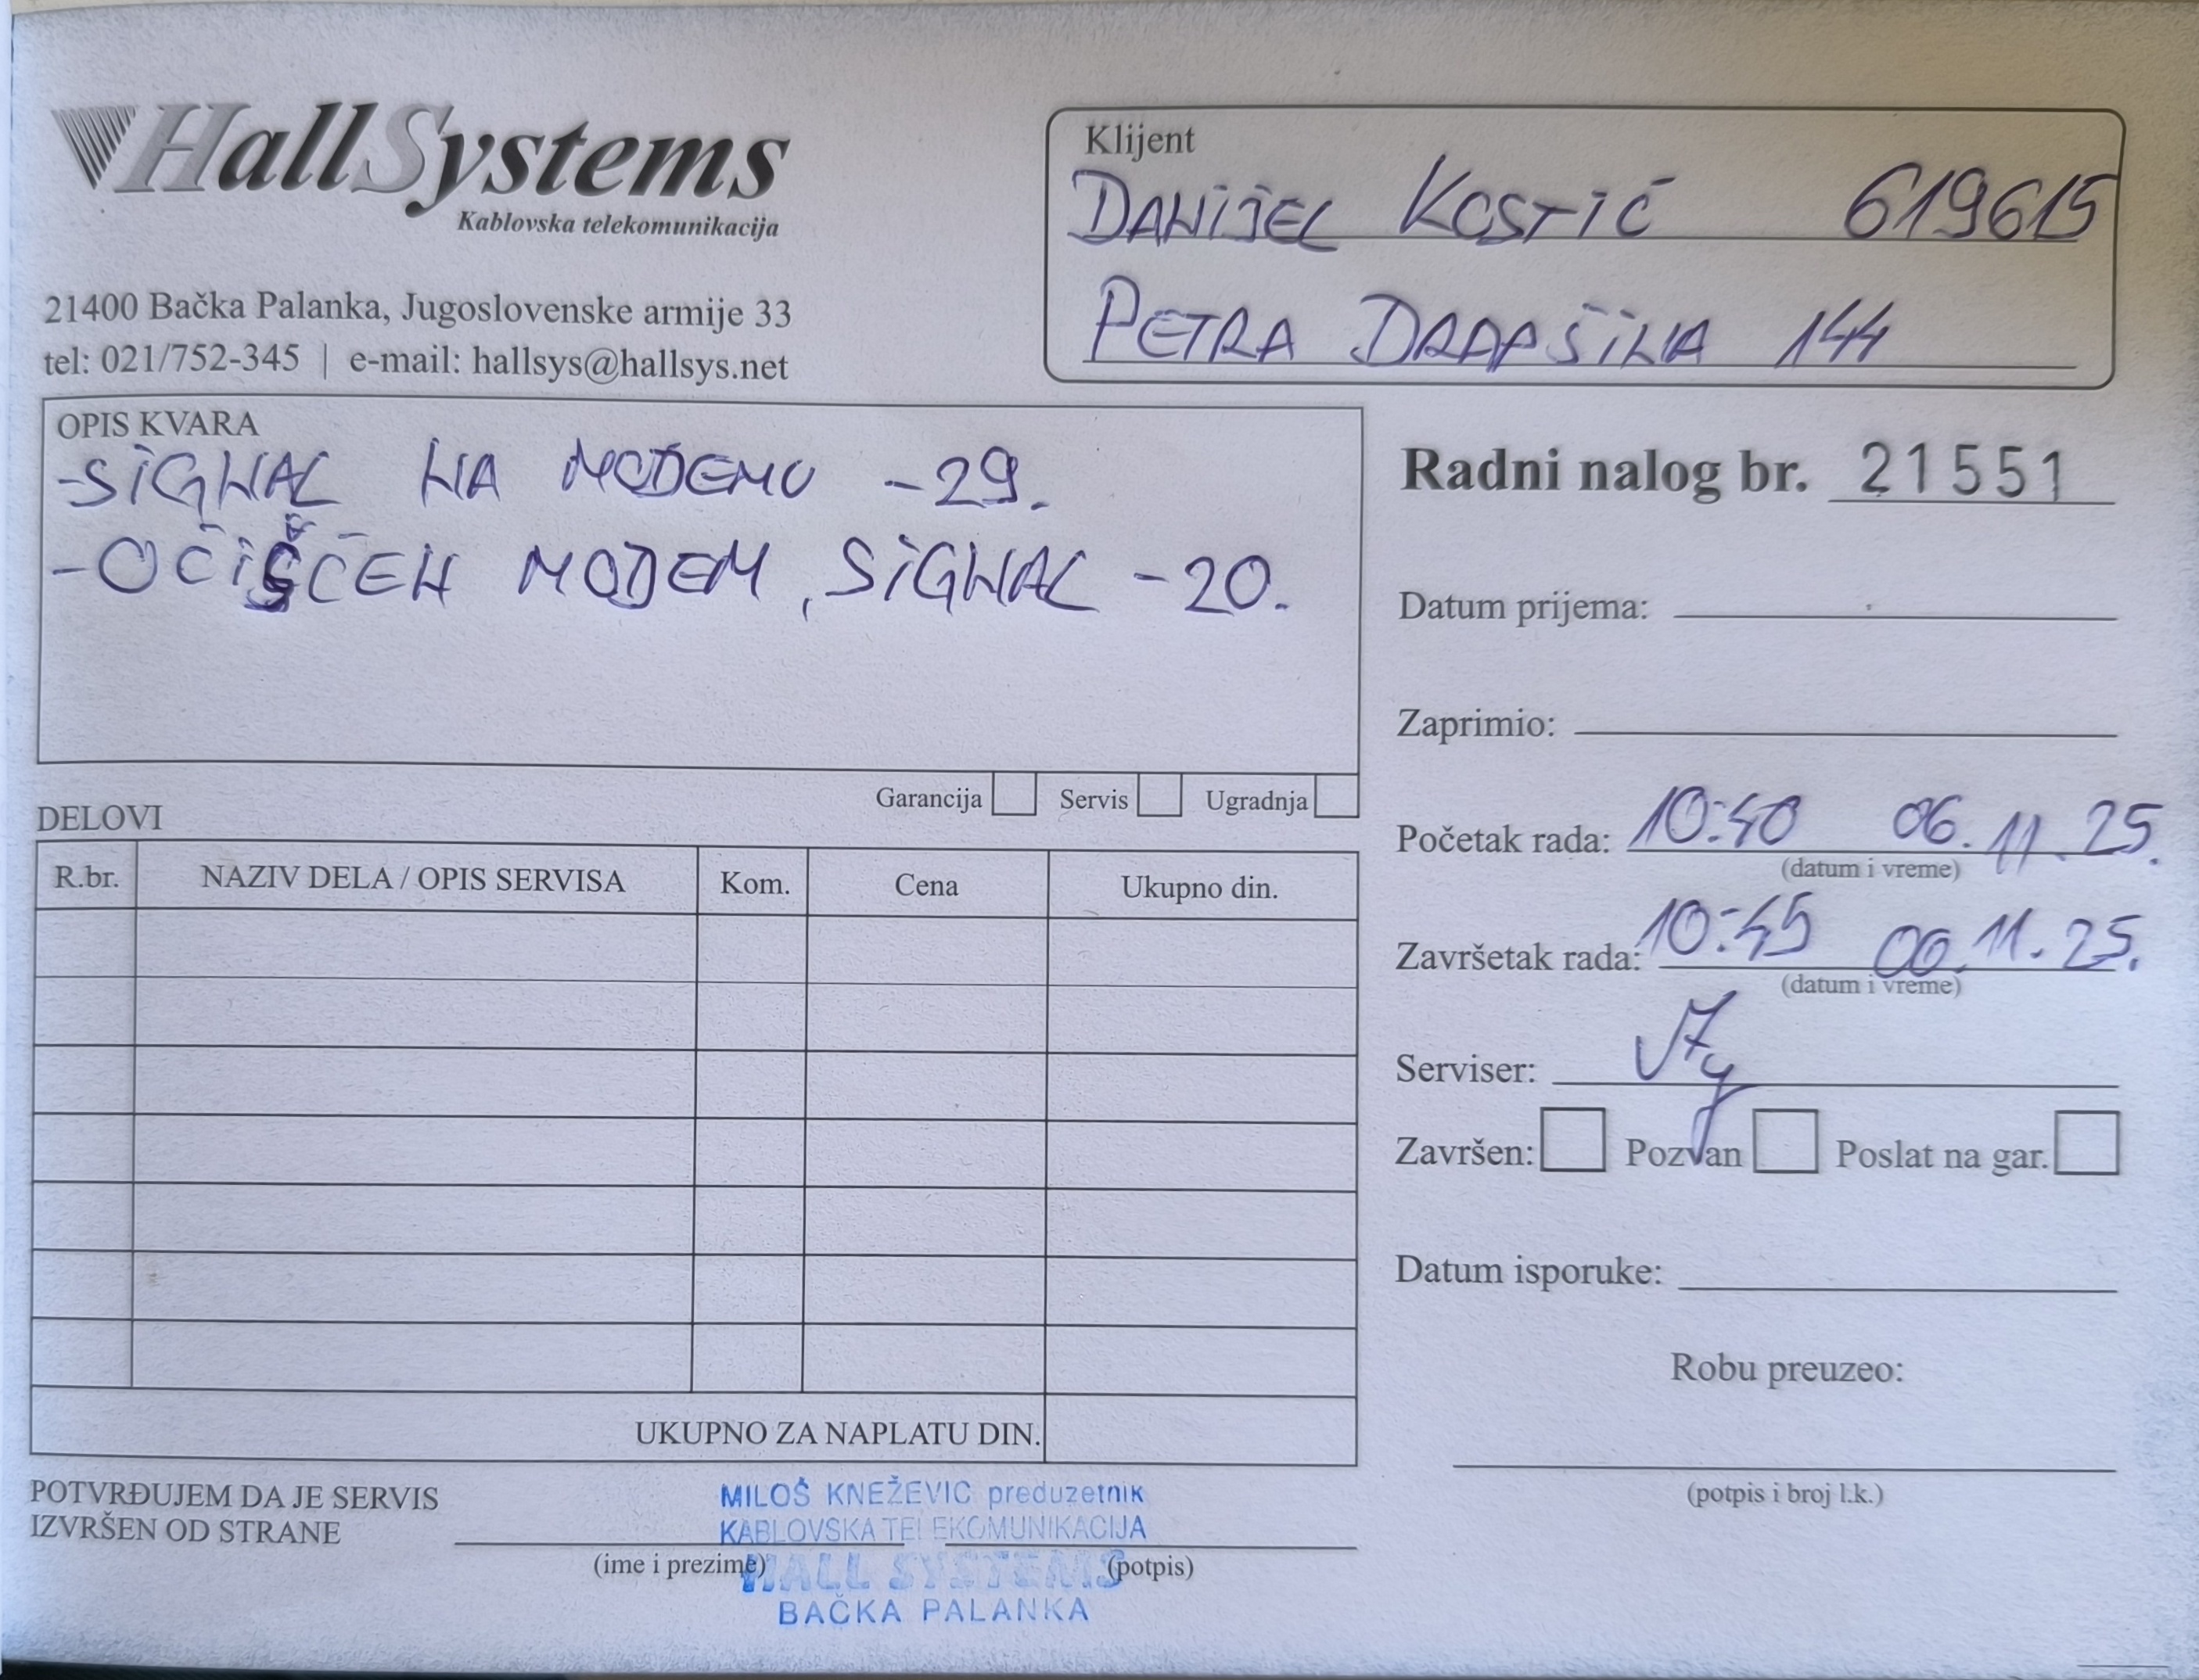 HallSystems
Kablovska telekomunikacija
21400 Bačka Palanka, Jugoslovenske armije 33
tel: 021/752-345 | e-mail: hallsys@hallsys.net
Klijent
DANIJEL KOSTIĆ 619615
PETRA DRAPŠINA 144
OPIS KVARA
-SIGNAL NA MODEMU -29.
-OČIŠĆEN MODEM, SIGNAL -20.
Garancija Servis Ugradnja
Radni nalog br. 21551
Datum prijema:
Zaprimio:
Početak rada: 10:40 06.11.25.
(datum i vreme)
Završetak rada: 10:45 06.11.25.
(datum i vreme)
Serviser:
Završen: Pozvan Poslat na gar.
Datum isporuke:
Robu preuzeo:
(potpis i broj l.k.)
DELOVI
R.br. NAZIV DELA / OPIS SERVISA Kom. Cena Ukupno din.
UKUPNO ZA NAPLATU DIN.
POTVRĐUJEM DA JE SERVIS
IZVRŠEN OD STRANE
(ime i prezime) (potpis)
MILOŠ KNEŽEVIĆ preduzetnik
KABLOVSKA TELEKOMUNIKACIJA
HALL SYSTEMS
BAČKA PALANKA